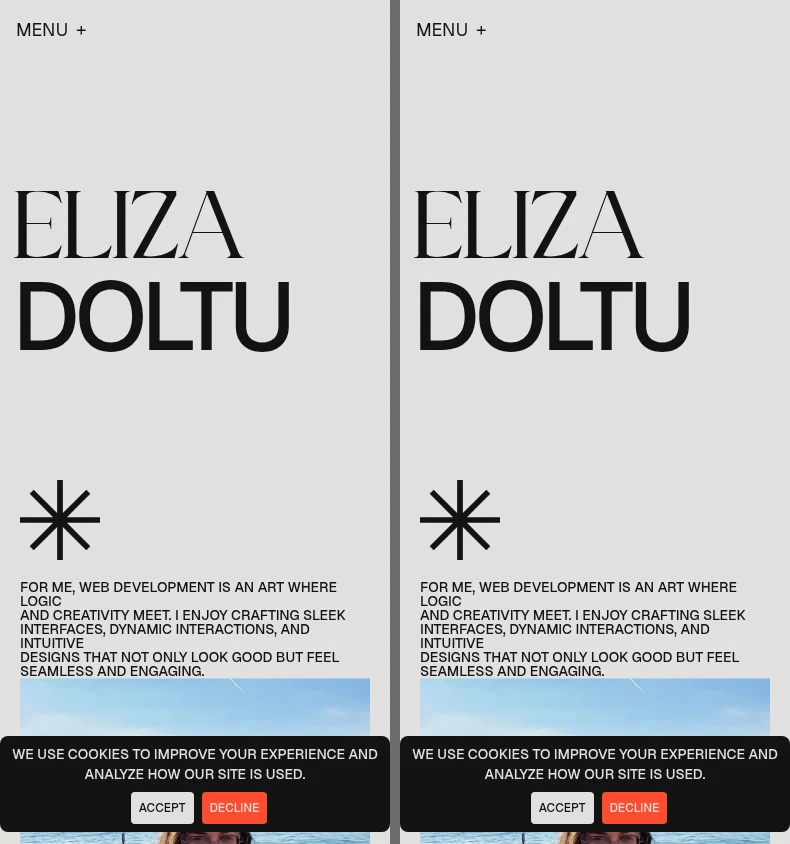 MENU +
ELIZA
DOLTU
FOR ME, WEB DEVELOPMENT IS AN ART WHERE
LOGIC
AND CREATIVITY MEET. I ENJOY CRAFTING SLEEK
INTERFACES, DYNAMIC INTERACTIONS, AND
INTUITIVE
DESIGNS THAT NOT ONLY LOOK GOOD BUT FEEL
SEAMLESS AND ENGAGING.
WE USE COOKIES TO IMPROVE YOUR EXPERIENCE AND
ANALYZE HOW OUR SITE IS USED.
ACCEPT DECLINE
MENU +
ELIZA
DOLTU
FOR ME, WEB DEVELOPMENT IS AN ART WHERE
LOGIC
AND CREATIVITY MEET. I ENJOY CRAFTING SLEEK
INTERFACES, DYNAMIC INTERACTIONS, AND
INTUITIVE
DESIGNS THAT NOT ONLY LOOK GOOD BUT FEEL
SEAMLESS AND ENGAGING.
WE USE COOKIES TO IMPROVE YOUR EXPERIENCE AND
ANALYZE HOW OUR SITE IS USED.
ACCEPT DECLINE